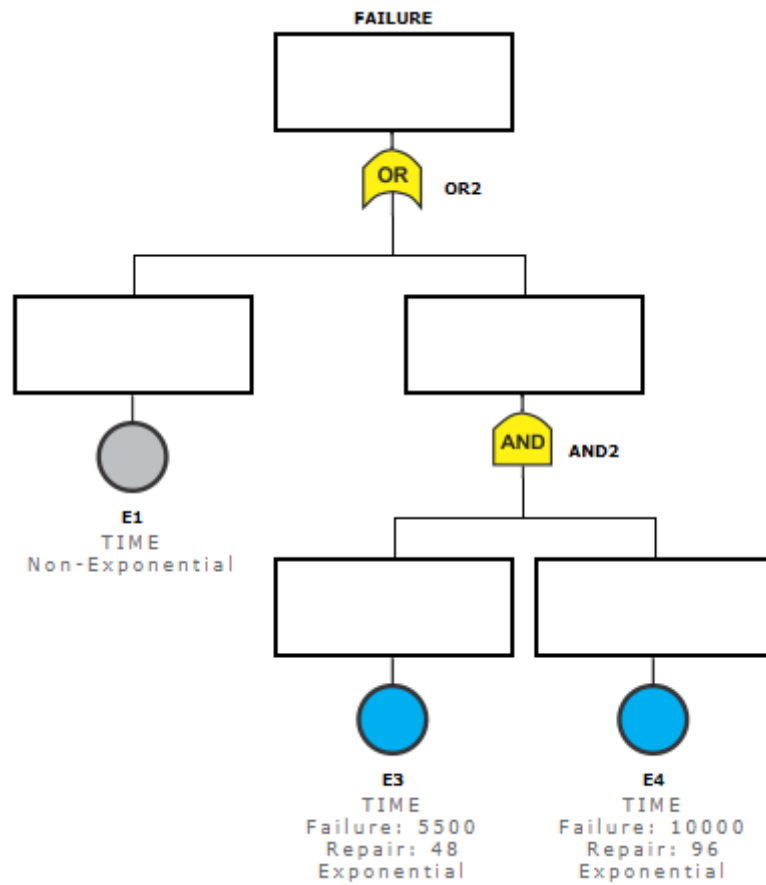 FAILURE
OR
OR2
AND
AND2
E1
TIME
Non-Exponential
E3
TIME
Failure: 5500
Repair: 48
Exponential
E4
TIME
Failure: 10000
Repair: 96
Exponential